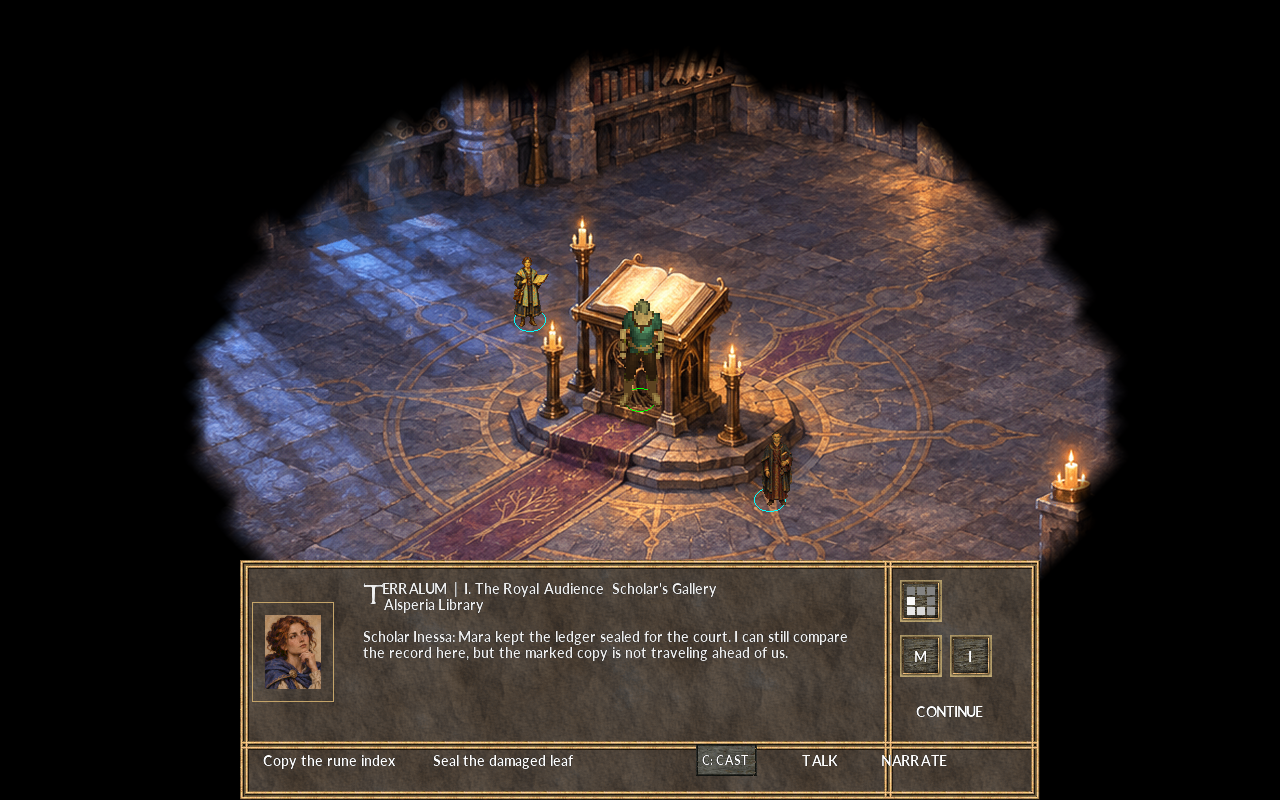 TERRALUM | I. The Royal Audience Scholar's Gallery
Alsperia Library
Scholar Inessa: Mara kept the ledger sealed for the court. I can still compare
the record here, but the marked copy is not traveling ahead of us.
M I
CONTINUE
Copy the rune index Seal the damaged leaf C: CAST TALK NARRATE